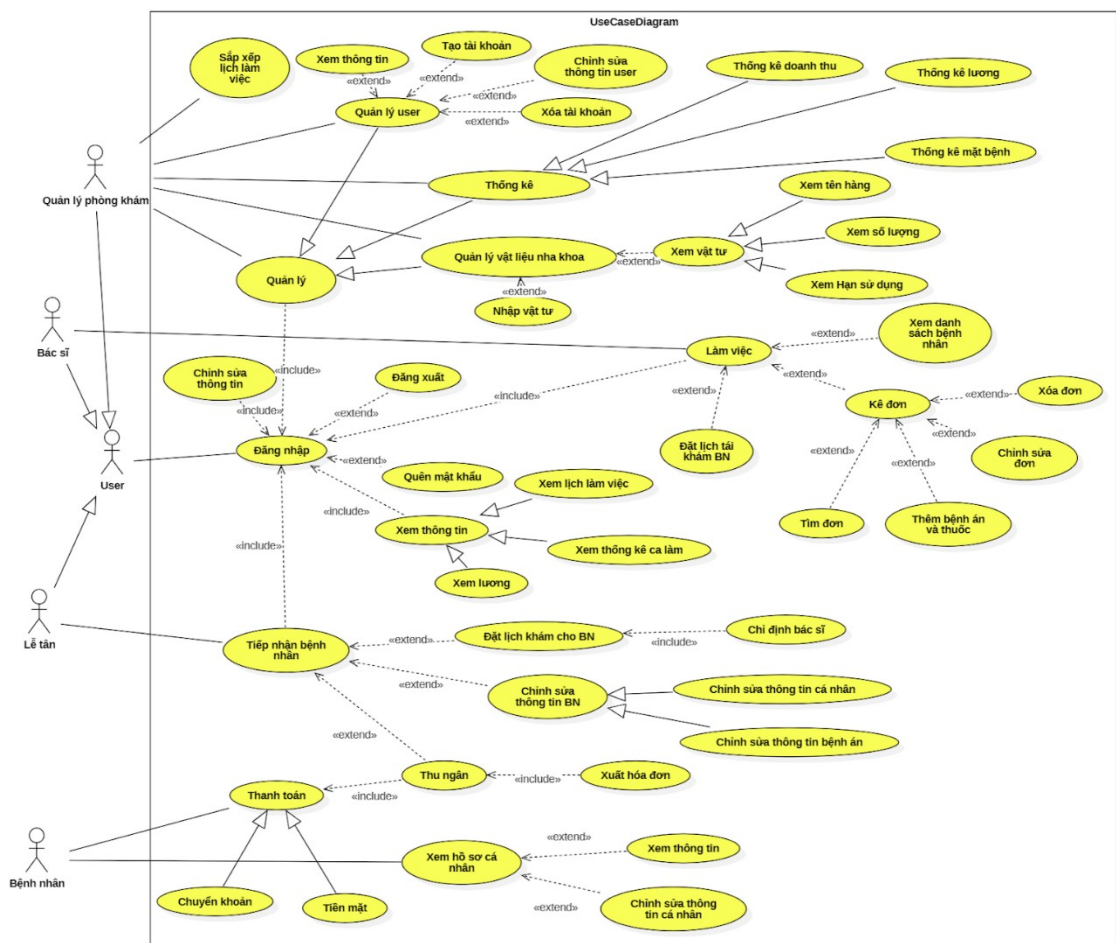 UseCaseDiagram
Sắp xếp
lịch làm
việc
Xem thông tin
Tạo tài khoản
Chỉnh sửa
thông tin user
Thống kê doanh thu
Thống kê lương
«extend»
«extend»
«extend»
Quản lý user
«extend»
Xóa tài khoản
Thống kê mặt bệnh
Quản lý phòng khám
Thống kê
Xem tên hàng
Xem số lượng
Quản lý vật liệu nha khoa
«extend»
Xem vật tư
Quản lý
Xem Hạn sử dụng
«extend»
Nhập vật tư
Bác sĩ
Làm việc
«extend»
Xem danh
sách bệnh
nhân
Chỉnh sửa
thông tin
«include»
Đăng xuất
«extend»
«extend»
Kê đơn
«extend»
Xóa đơn
«include»
«extend»
«include»
«extend»
User
Đăng nhập
Đặt lịch tái
khám BN
Chỉnh sửa
đơn
«extend»
«extend»
«extend»
Quên mật khẩu
Xem lịch làm việc
«include»
Tìm đơn
Thêm bệnh án
và thuốc
Xem thông tin
«include»
Xem thống kê ca làm
Xem lương
Lễ tân
Tiếp nhận bệnh
nhân
«extend»
Đặt lịch khám cho BN
«include»
Chỉ định bác sĩ
«extend»
Chỉnh sửa
thông tin BN
Chỉnh sửa thông tin cá nhân
«extend»
Chỉnh sửa thông tin bệnh án
Thu ngân
«include»
Xuất hóa đơn
Thanh toán
«include»
Bệnh nhân
Xem hồ sơ cá
nhân
«extend»
Xem thông tin
Chuyển khoản
Tiền mặt
«extend»
Chỉnh sửa thông
tin cá nhân